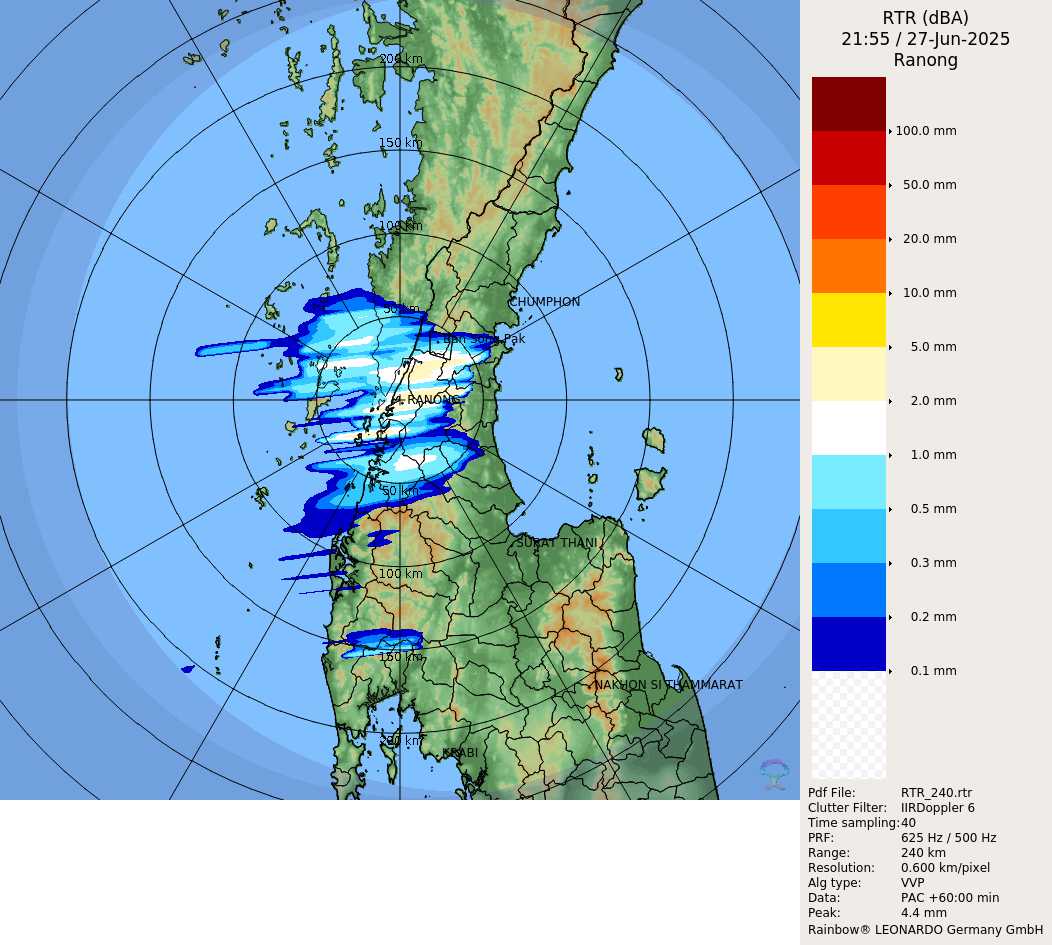 RTR (dBA)
21:55 / 27-Jun-2025
Ranong
200 km
150 km
100 km
50 km
CHUMPHON
Ban Song Pak
RANONG
50 km
SURAT THANI
100 km
150 km
NAKHON SI THAMMARAT
200 km
KRABI
100.0 mm
50.0 mm
20.0 mm
10.0 mm
5.0 mm
2.0 mm
1.0 mm
0.5 mm
0.3 mm
0.2 mm
0.1 mm
Pdf File: RTR_240.rtr
Clutter Filter: IIRDoppler 6
Time sampling:40
PRF: 625 Hz / 500 Hz
Range: 240 km
Resolution: 0.600 km/pixel
Alg type: VVP
Data: PAC +60:00 min
Peak: 4.4 mm
Rainbow® LEONARDO Germany GmbH